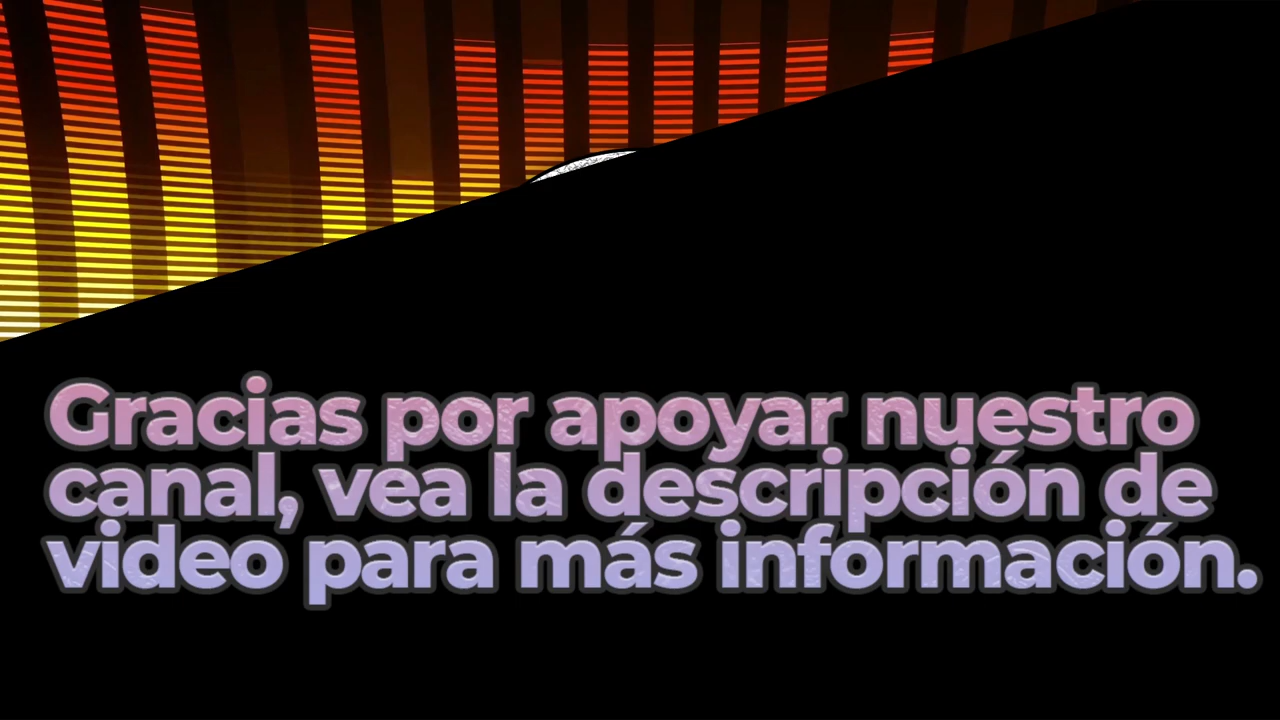 Gracias por apoyar nuestro
canal, vea la descripción de
video para más información.